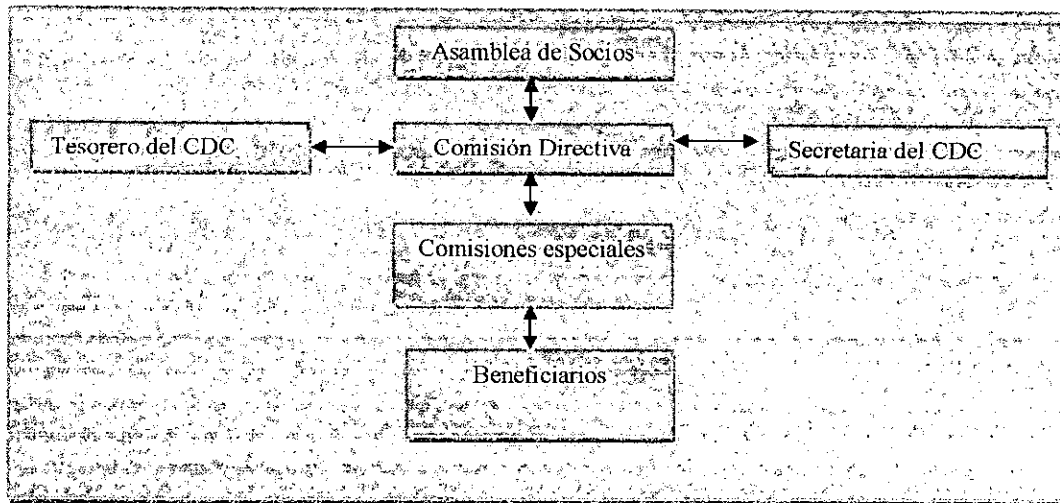 Asamblea de Socios
Tesorero del CDC
Comisión Directiva
Secretaria del CDC
Comisiones especiales
Beneficiarios